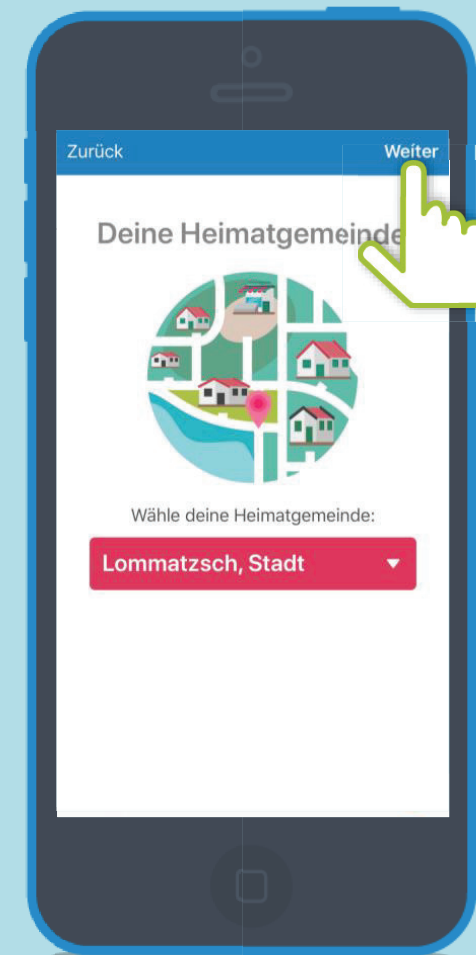 Zurück Weiter
Deine Heimatgemeinde
Wähle deine Heimatgemeinde:
Lommatzsch, Stadt